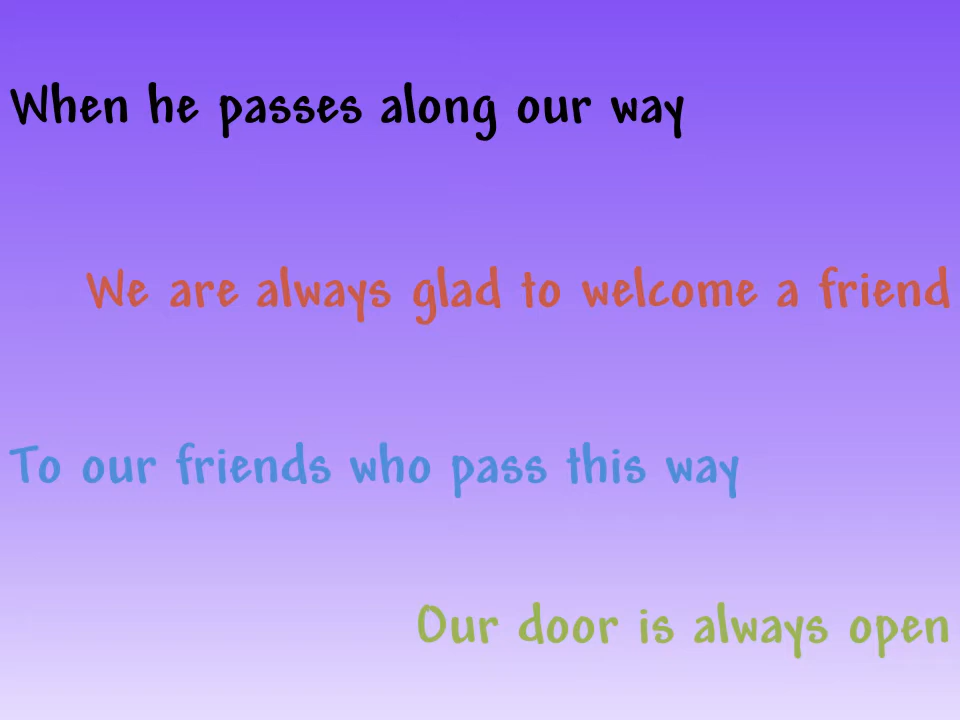 When he passes along our way
We are always glad to welcome a friend
To our friends who pass this way
Our door is always open